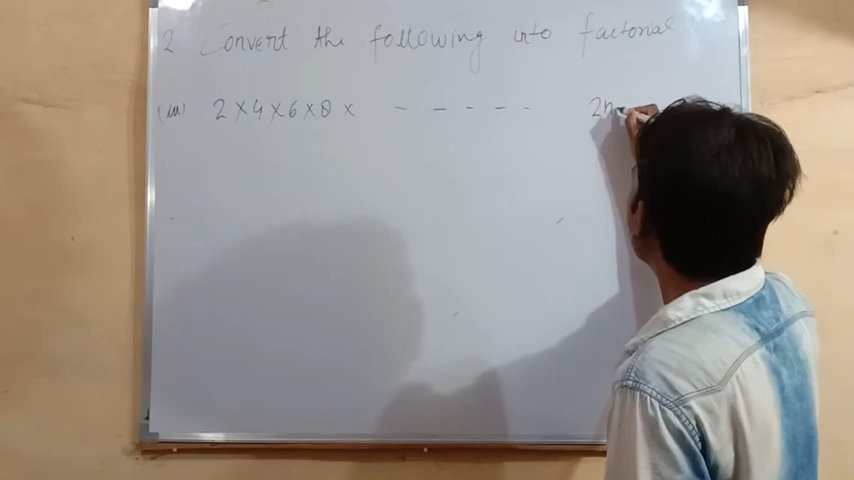 2 Convert the following into factorial
(iii) 2 × 4 × 6 × 8 × - - - - - 2n